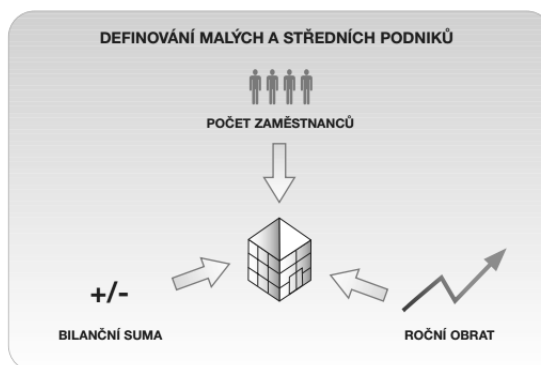 DEFINOVÁNÍ MALÝCH A STŘEDNÍCH PODNIKŮ
POČET ZAMĚSTNANCŮ
+/-
BILANČNÍ SUMA
ROČNÍ OBRAT